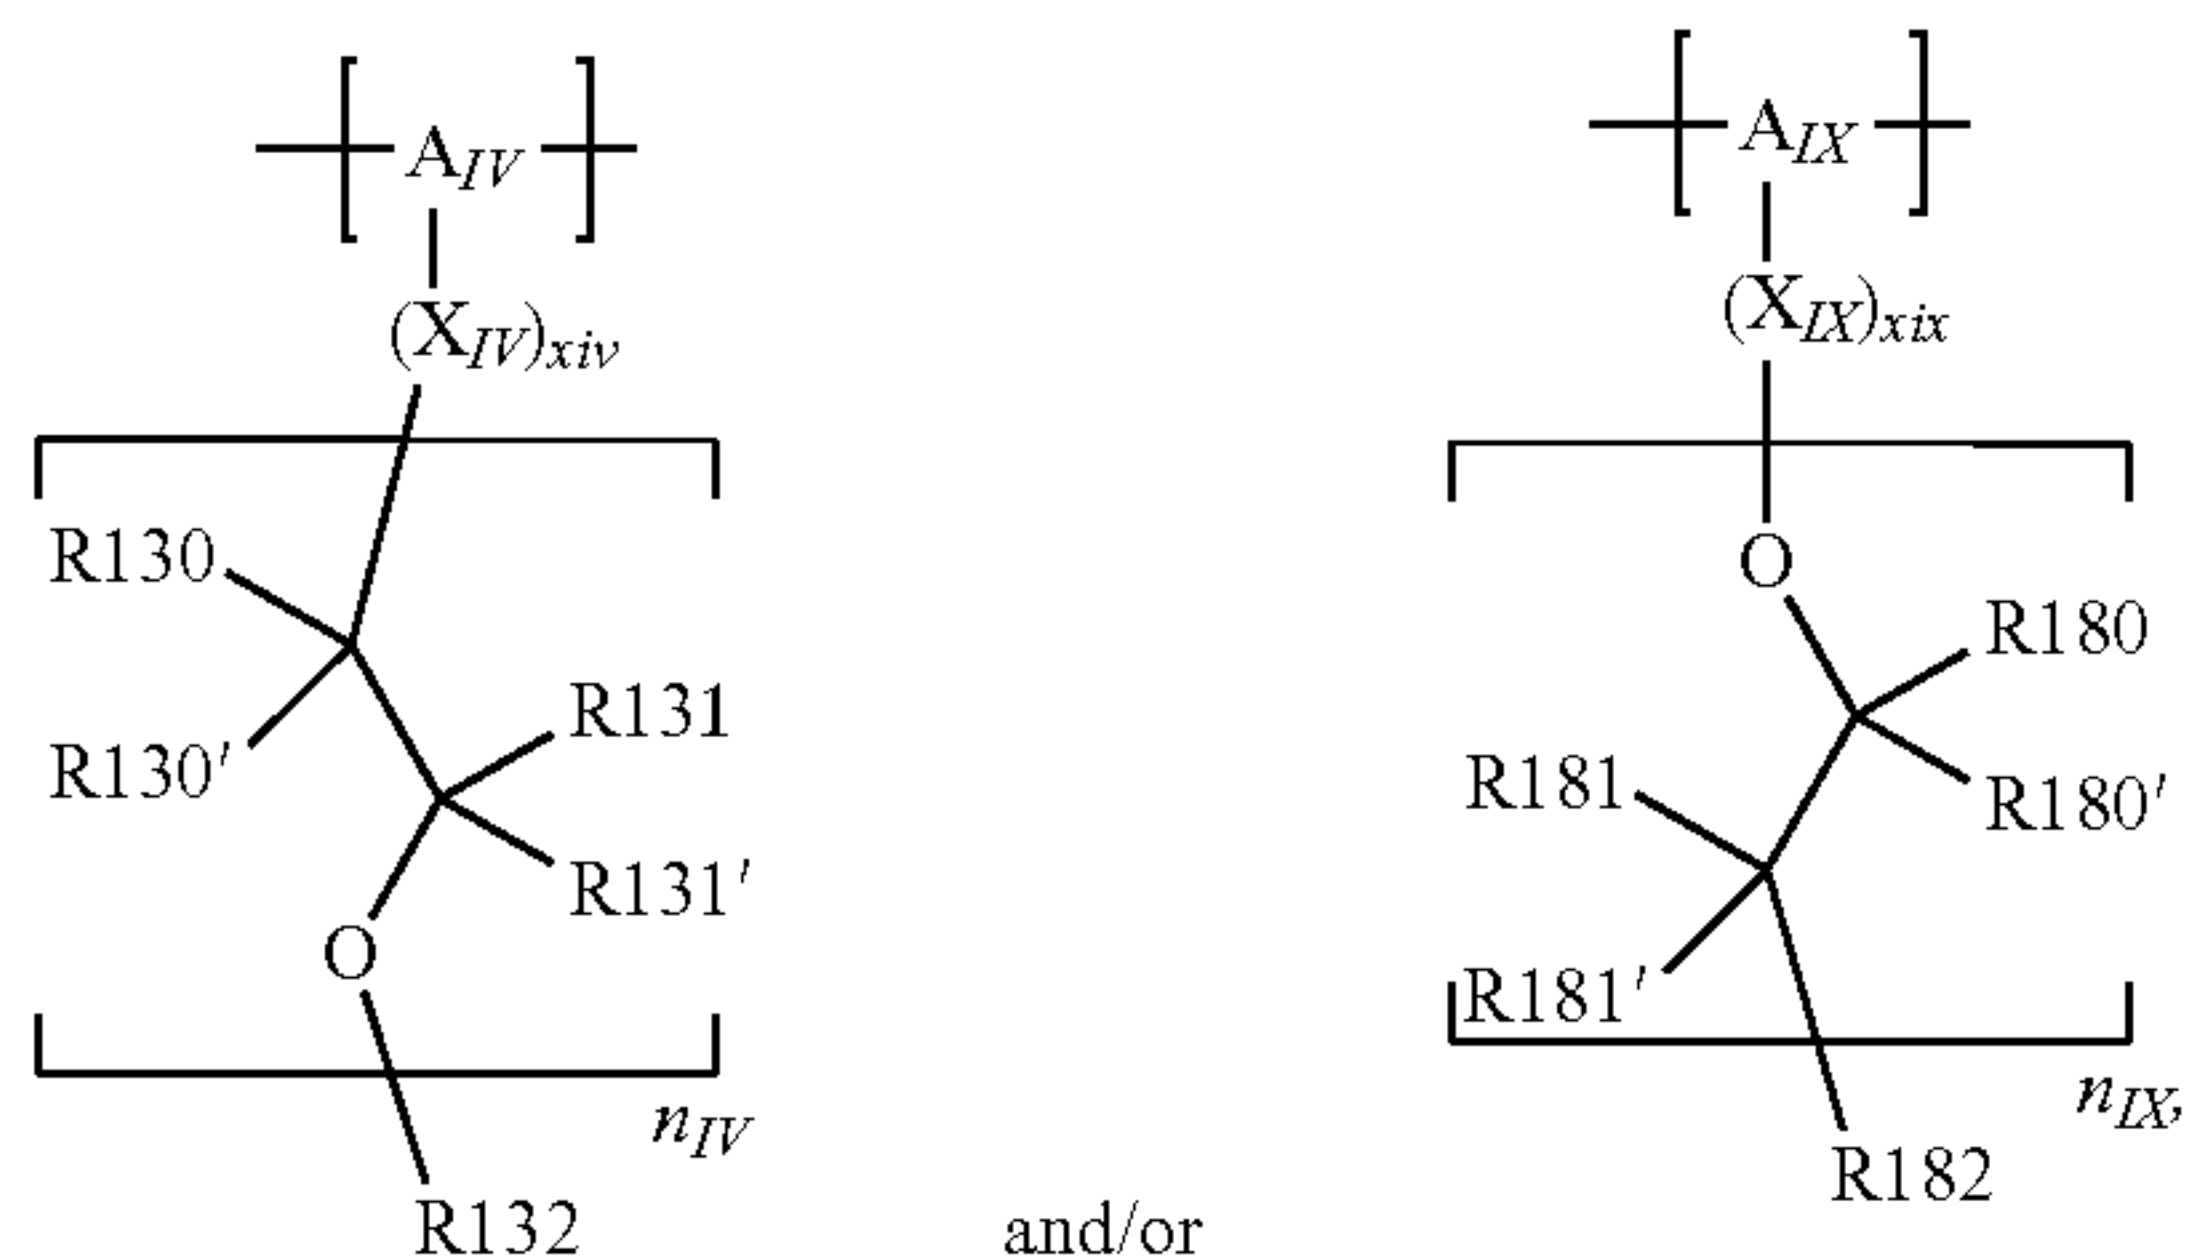 A_IV
(X_IV)_xiv
R130
R130'
R131
R131'
O
n_IV
R132
and/or
A_IX
(X_IX)_xix
O
R180
R180'
R181
R181'
n_IX,
R182